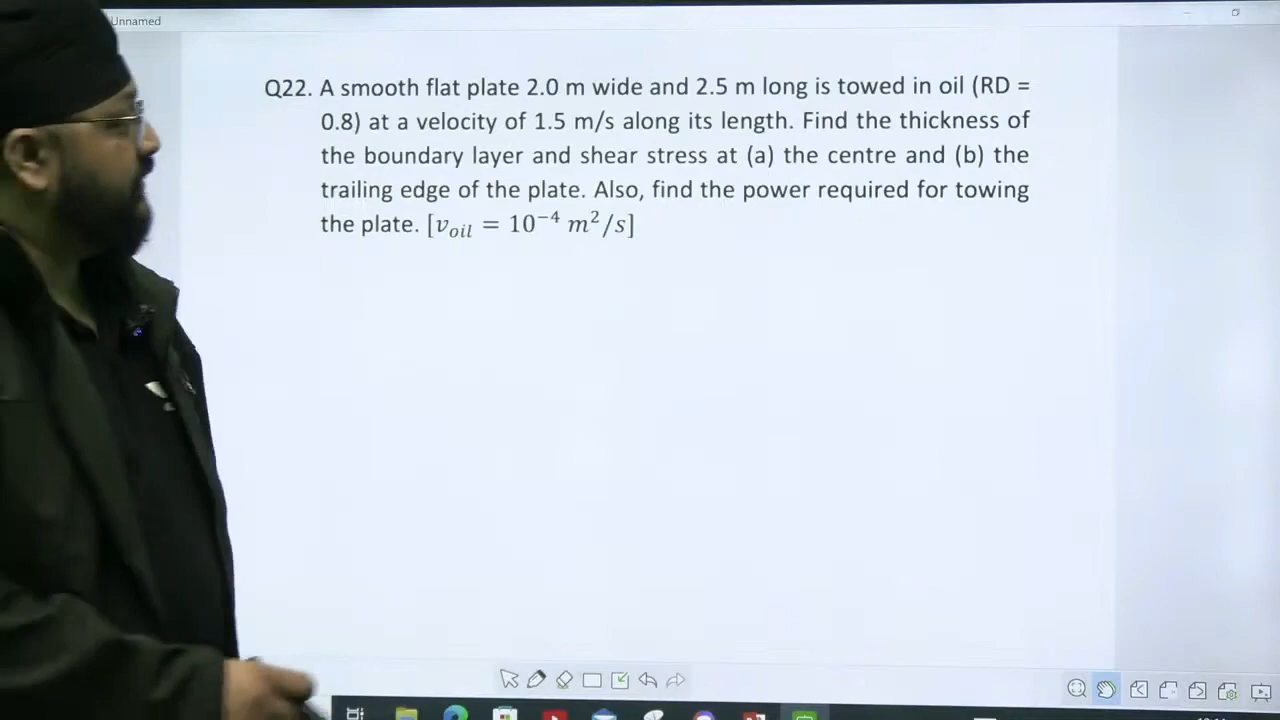 Unnamed
Q22. A smooth flat plate 2.0 m wide and 2.5 m long is towed in oil (RD =
0.8) at a velocity of 1.5 m/s along its length. Find the thickness of
the boundary layer and shear stress at (a) the centre and (b) the
trailing edge of the plate. Also, find the power required for towing
the plate. [ν_oil = 10⁻⁴ m²/s]